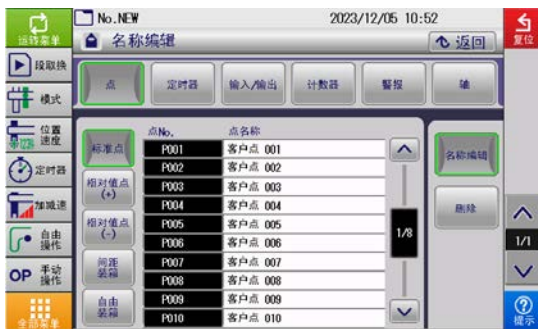 No.NEW 2023/12/05 10:52
运转菜单
名称编辑
返回
复位
段取换
模式
位置
速度
定时器
加减速
自由
操作
OP 手动
操作
全部菜单
点
定时器
输入/输出
计数器
警报
轴
标准点
相对值点
(+)
相对值点
(-)
间距
装箱
自由
装箱
点No. 点名称
P001 客户点 001
P002 客户点 002
P003 客户点 003
P004 客户点 004
P005 客户点 005
P006 客户点 006
P007 客户点 007
P008 客户点 008
P009 客户点 009
P010 客户点 010
1/8
名称编辑
删除
1/1
提示